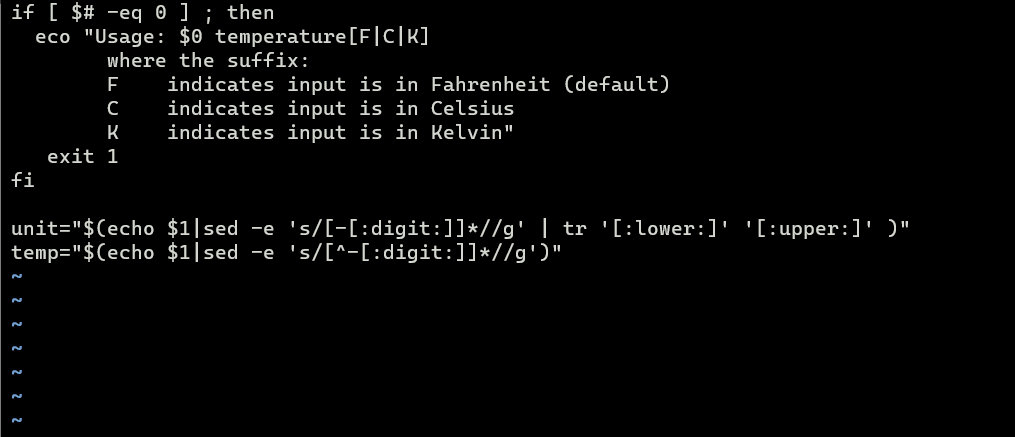 if [ $# -eq 0 ] ; then
  eco "Usage: $0 temperature[F|C|K]
        where the suffix:
        F    indicates input is in Fahrenheit (default)
        C    indicates input is in Celsius
        K    indicates input is in Kelvin"
   exit 1
fi

unit="$(echo $1|sed -e 's/[-[:digit:]]*//g' | tr '[:lower:]' '[:upper:]' )"
temp="$(echo $1|sed -e 's/[^-[:digit:]]*//g')"
~
~
~
~
~
~
~